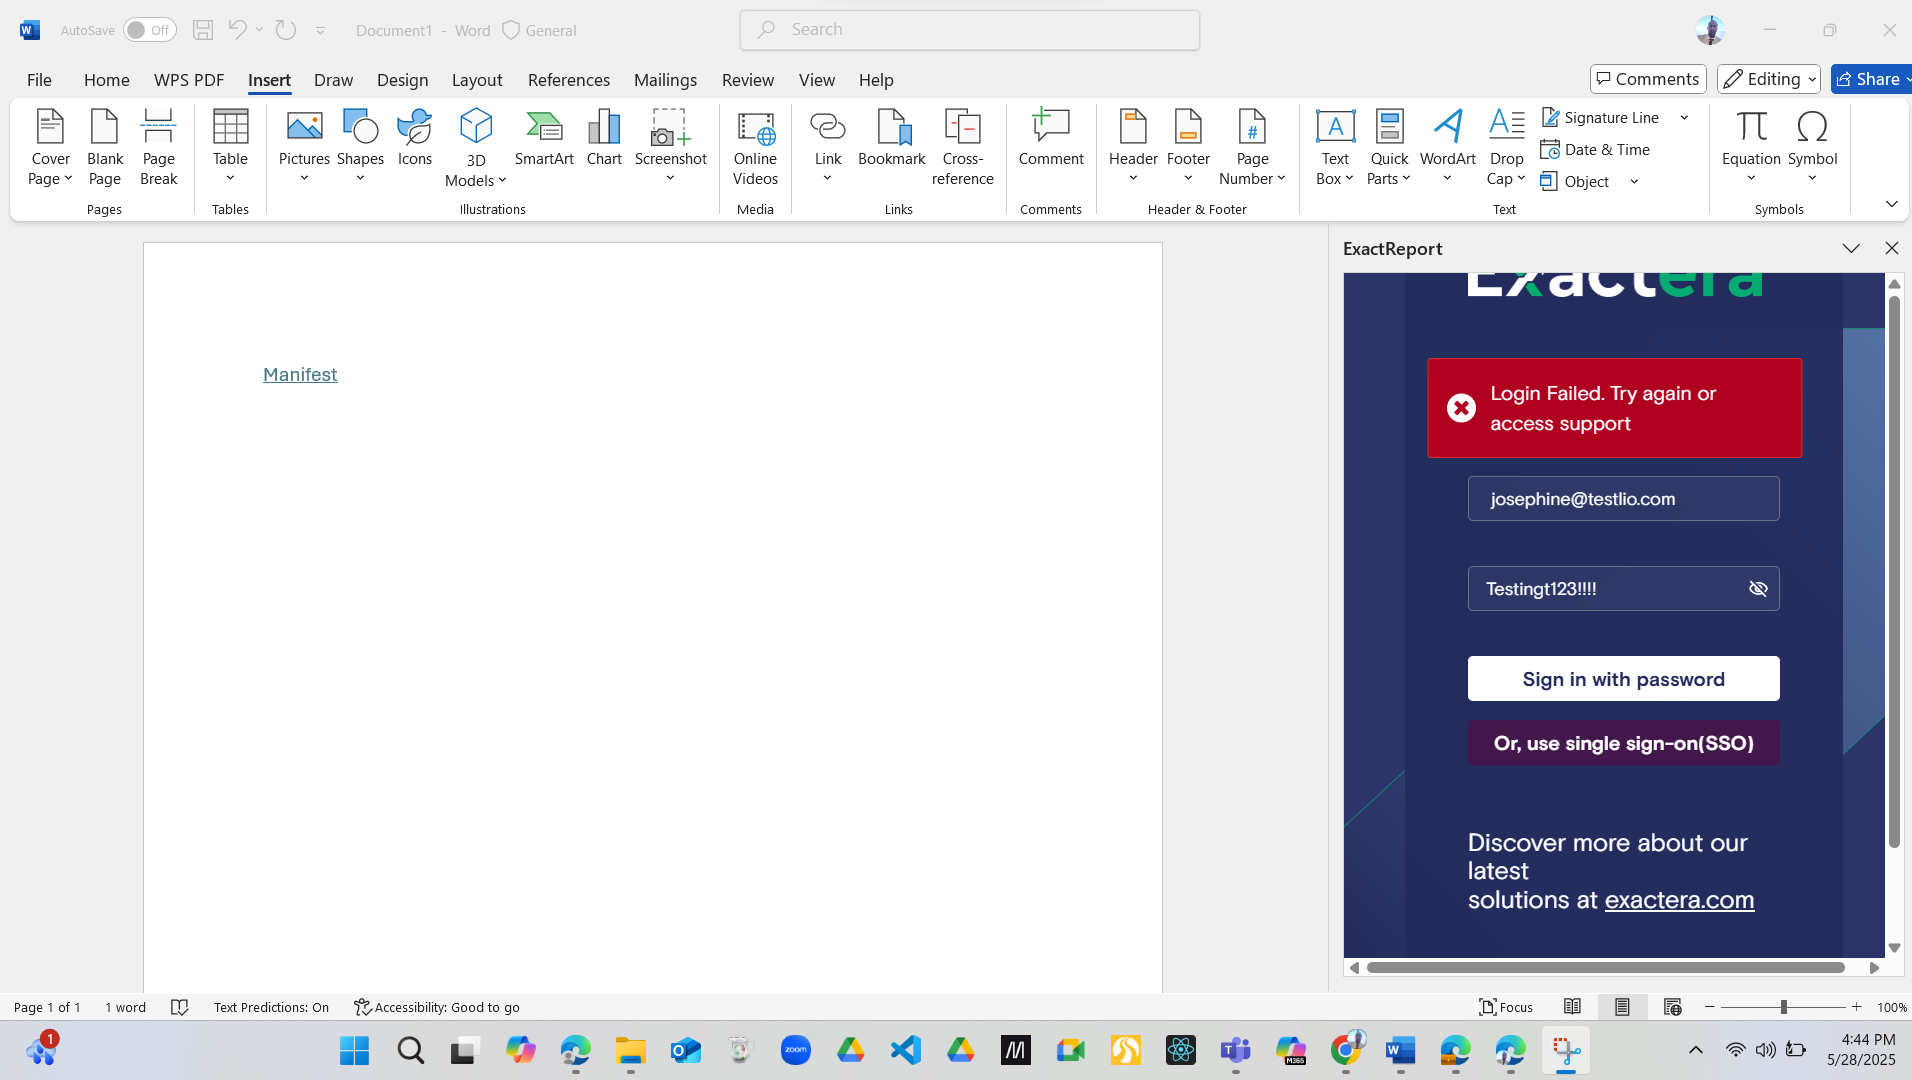 AutoSave Off Document1 - Word General Search
File Home WPS PDF Insert Draw Design Layout References Mailings Review View Help Comments Editing Share
Cover Page
Blank Page
Page Break
Pages
Table
Tables
Pictures
Shapes
Icons
3D Models
SmartArt
Chart
Screenshot
Illustrations
Online Videos
Media
Link
Bookmark
Cross-reference
Links
Comment
Comments
Header
Footer
Page Number
Header & Footer
Text Box
Quick Parts
WordArt
Drop Cap
Signature Line
Date & Time
Object
Text
Equation
Symbol
Symbols
Manifest
ExactReport
Exactera
Login Failed. Try again or
access support
josephine@testlio.com
Testingt123!!!!
Sign in with password
Or, use single sign-on(SSO)
Discover more about our
latest
solutions at exactera.com
Page 1 of 1 1 word Text Predictions: On Accessibility: Good to go Focus 100%
1
zoom
M365
4:44 PM
5/28/2025